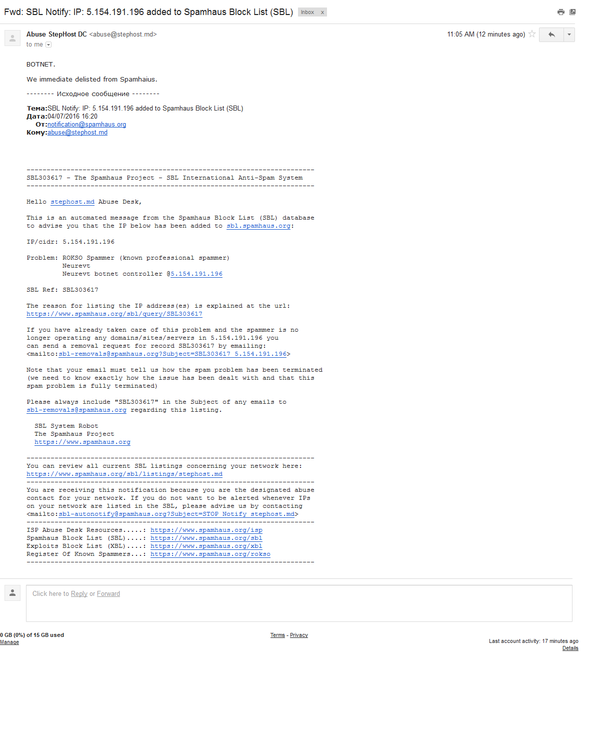 Fwd: SBL Notify: IP: 5.154.191.196 added to Spamhaus Block List (SBL) Inbox x
Abuse StepHost DC <abuse@stephost.md> 11:05 AM (12 minutes ago)
to me
BOTNET.
We immediate delisted from Spamhaius.
-------- Исходное сообщение --------
Тема:SBL Notify: IP: 5.154.191.196 added to Spamhaus Block List (SBL)
Дата:04/07/2016 16:20
От:notification@spamhaus.org
Кому:abuse@stephost.md
------------------------------------------------------------------------
SBL303617 - The Spamhaus Project - SBL International Anti-Spam System
------------------------------------------------------------------------
Hello stephost.md Abuse Desk,
This is an automated message from the Spamhaus Block List (SBL) database
to advise you that the IP below has been added to sbl.spamhaus.org:
IP/cidr: 5.154.191.196
Problem: ROKSO Spammer (known professional spammer)
Neurevt
Neurevt botnet controller @5.154.191.196
SBL Ref: SBL303617
The reason for listing the IP address(es) is explained at the url:
https://www.spamhaus.org/sbl/query/SBL303617
If you have already taken care of this problem and the spammer is no
longer operating any domains/sites/servers in 5.154.191.196 you
can send a removal request for record SBL303617 by emailing:
<mailto:sbl-removals@spamhaus.org?Subject=SBL303617 5.154.191.196>
Note that your email must tell us how the spam problem has been terminated
(we need to know exactly how the issue has been dealt with and that this
spam problem is fully terminated)
Please always include "SBL303617" in the Subject of any emails to
sbl-removals@spamhaus.org regarding this listing.
SBL System Robot
The Spamhaus Project
https://www.spamhaus.org
------------------------------------------------------------------------
You can review all current SBL listings concerning your network here:
https://www.spamhaus.org/sbl/listings/stephost.md
------------------------------------------------------------------------
You are receiving this notification because you are the designated abuse
contact for your network. If you do not want to be alerted whenever IPs
on your network are listed in the SBL, please advise us by contacting
<mailto:sbl-autonotify@spamhaus.org?Subject=STOP Notify stephost.md>
------------------------------------------------------------------------
ISP Abuse Desk Resources.....: https://www.spamhaus.org/isp
Spamhaus Block List (SBL)....: https://www.spamhaus.org/sbl
Exploits Block List (XBL)....: https://www.spamhaus.org/xbl
Register Of Known Spammers...: https://www.spamhaus.org/rokso
------------------------------------------------------------------------
Click here to Reply or Forward
0 GB (0%) of 15 GB used
Manage
Terms - Privacy
Last account activity: 17 minutes ago
Details